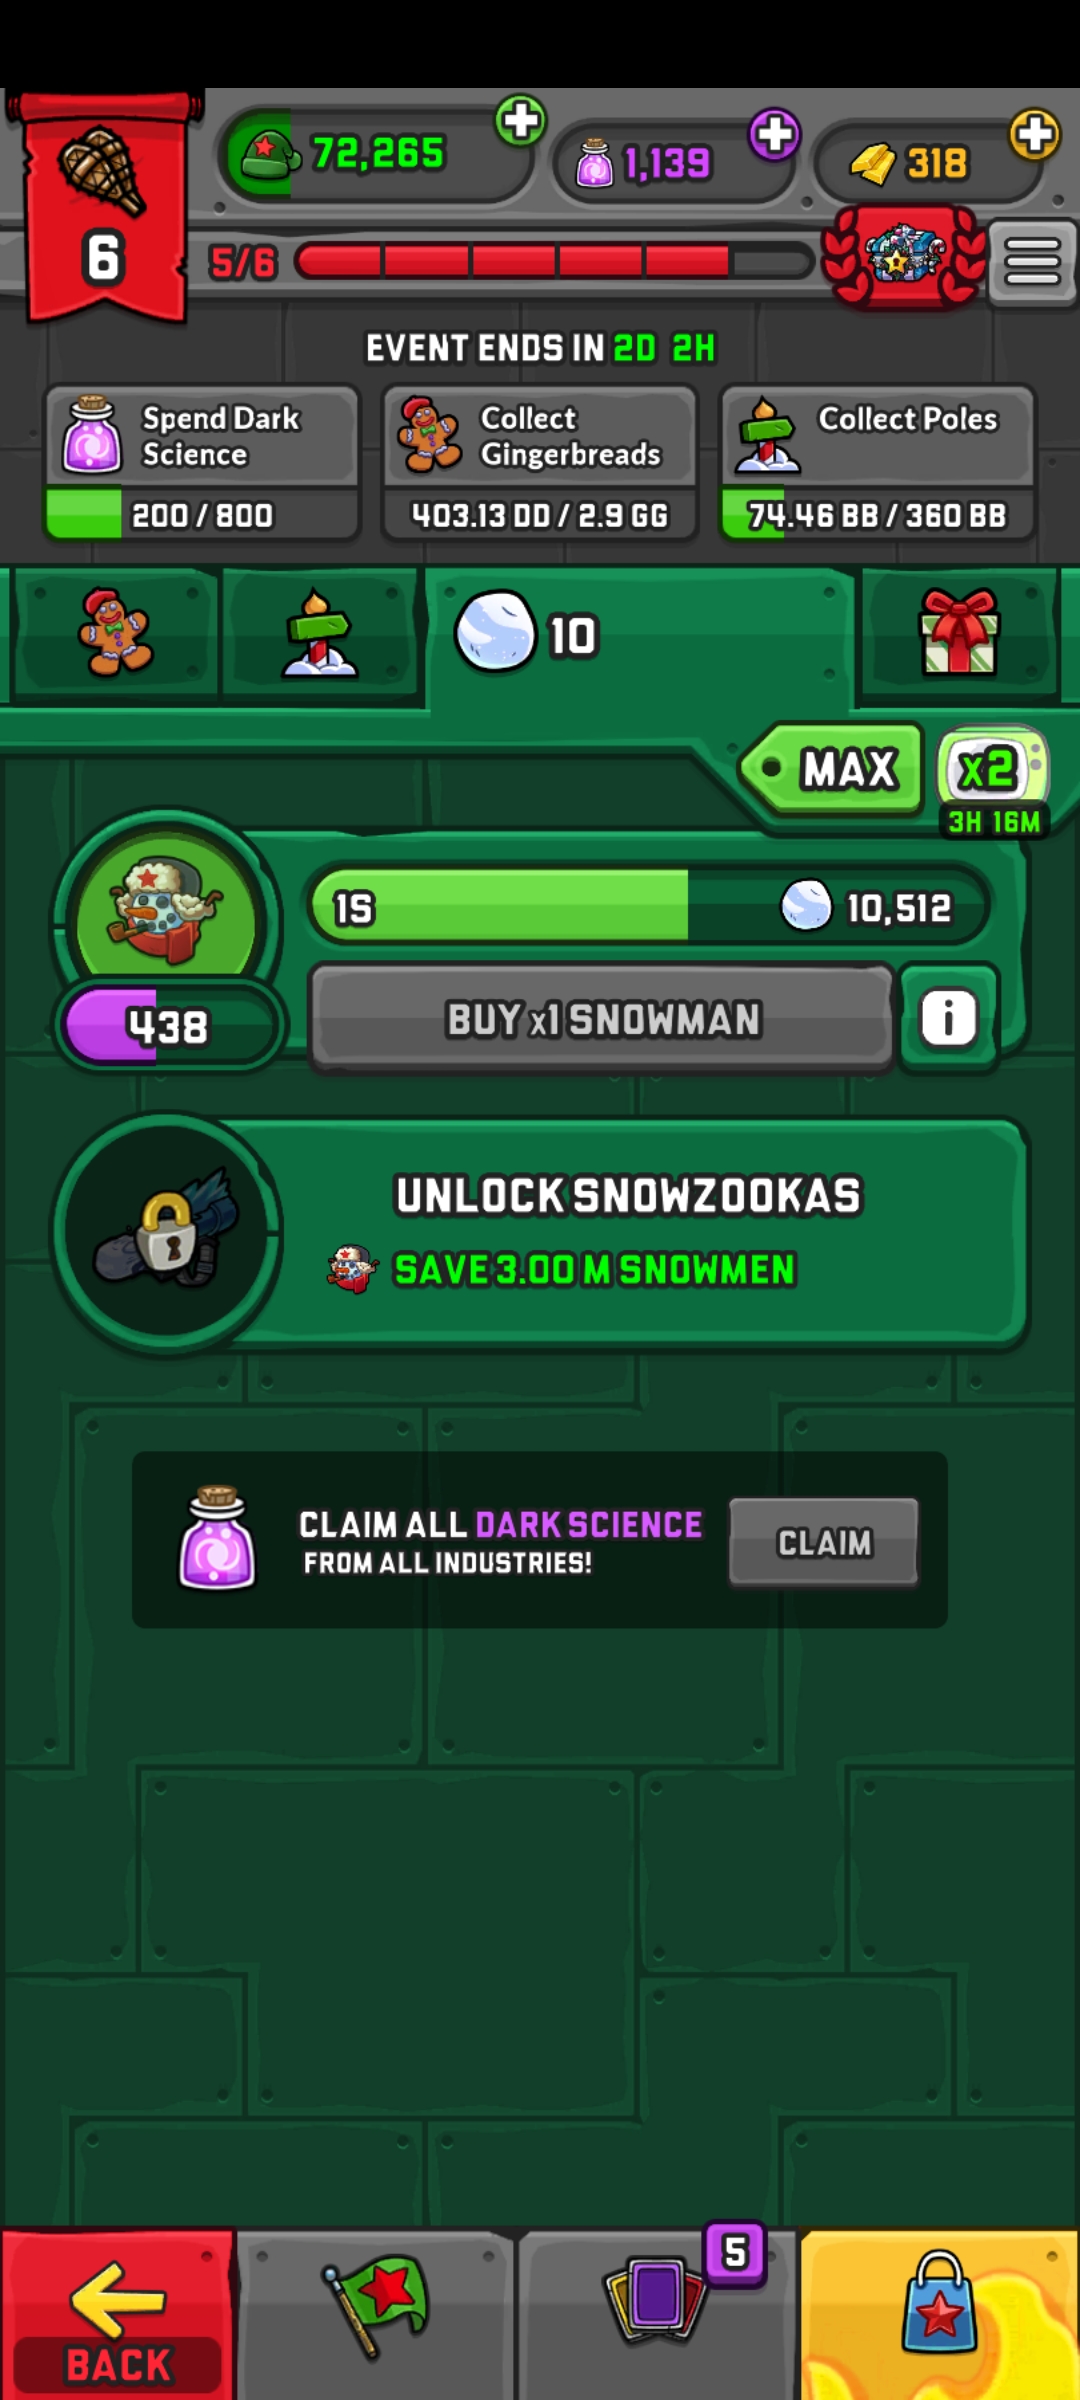 72,265
1,139
318
6
5/6
EVENT ENDS IN 2D 2H
Spend Dark
Science
200 / 800
Collect
Gingerbreads
403.13 DD / 2.9 GG
Collect Poles
74.46 BB / 360 BB
10
MAX
x2
3H 16M
1S
10,512
438
BUY x1 SNOWMAN
i
UNLOCK SNOWZOOKAS
SAVE 3.00 M SNOWMEN
CLAIM ALL DARK SCIENCE
FROM ALL INDUSTRIES!
CLAIM
5
BACK